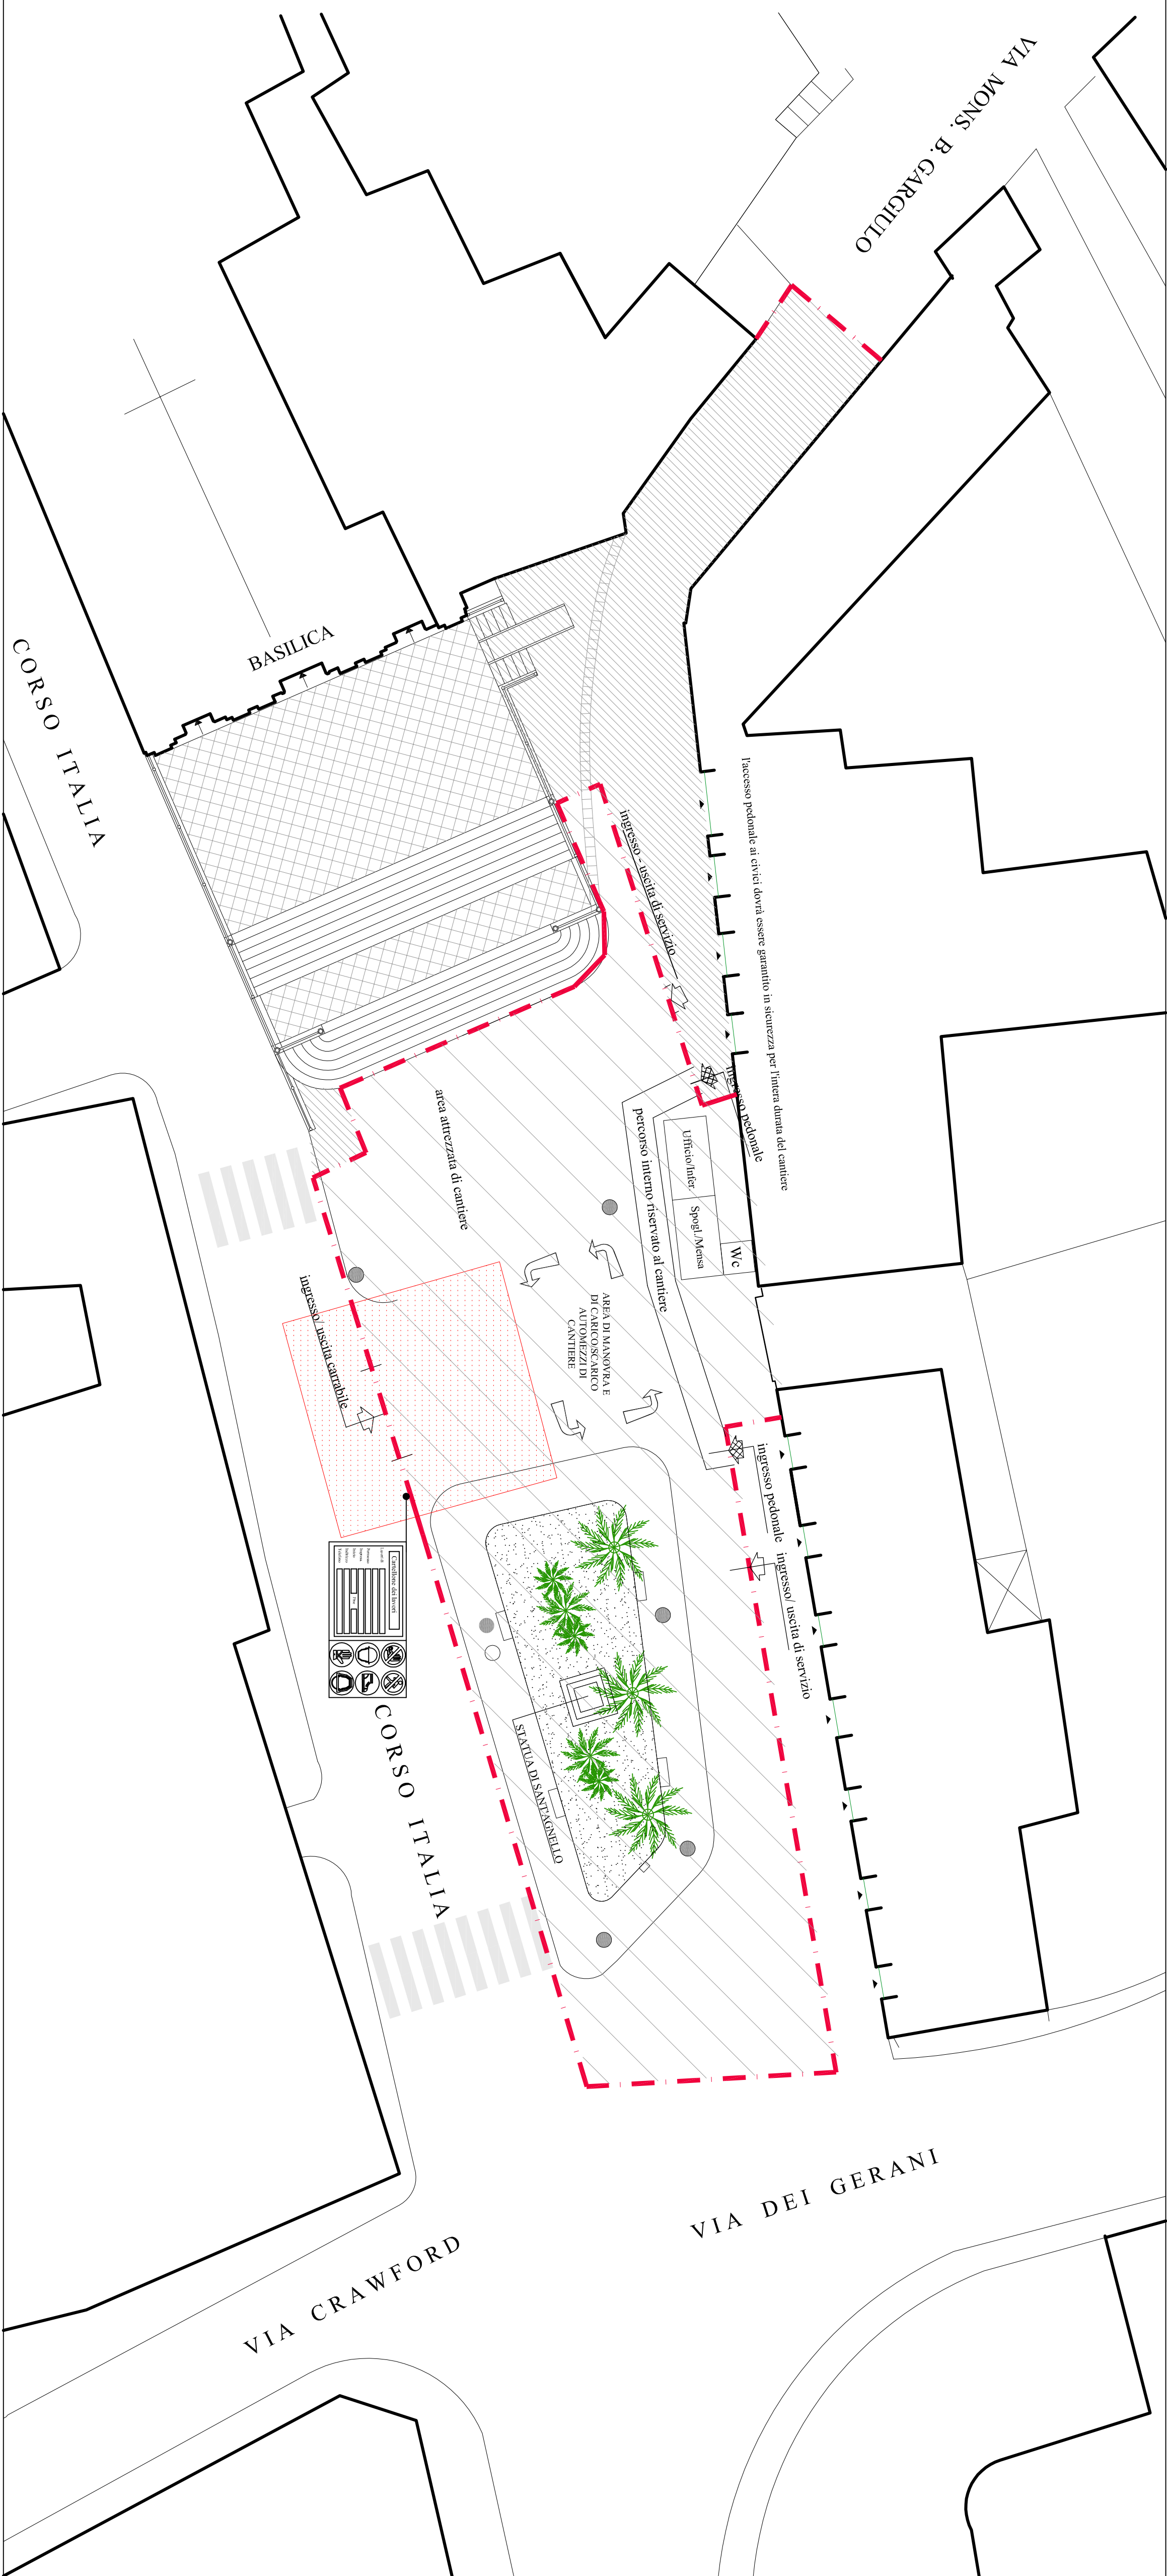 VIA MONS. B. GARGIULO
BASILICA
CORSO ITALIA
l'accesso pedonale ai civici dovrà essere garantito in sicurezza per l'intera durata del cantiere
ingresso - uscita di servizio
ingresso pedonale
area attrezzata di cantiere
percorso interno riservato al cantiere
Ufficio/Infer.
Spogl./Mensa
Wc
AREA DI MANOVRA E
DI CARICO/SCARICO
AUTOMEZZI DI
CANTIERE
ingresso/ uscita carrabile
ingresso pedonale
ingresso/ uscita di servizio
Cartellone dei lavori
STATUA DI SANT'AGNELLO
CORSO ITALIA
VIA DEI GERANI
VIA CRAWFORD